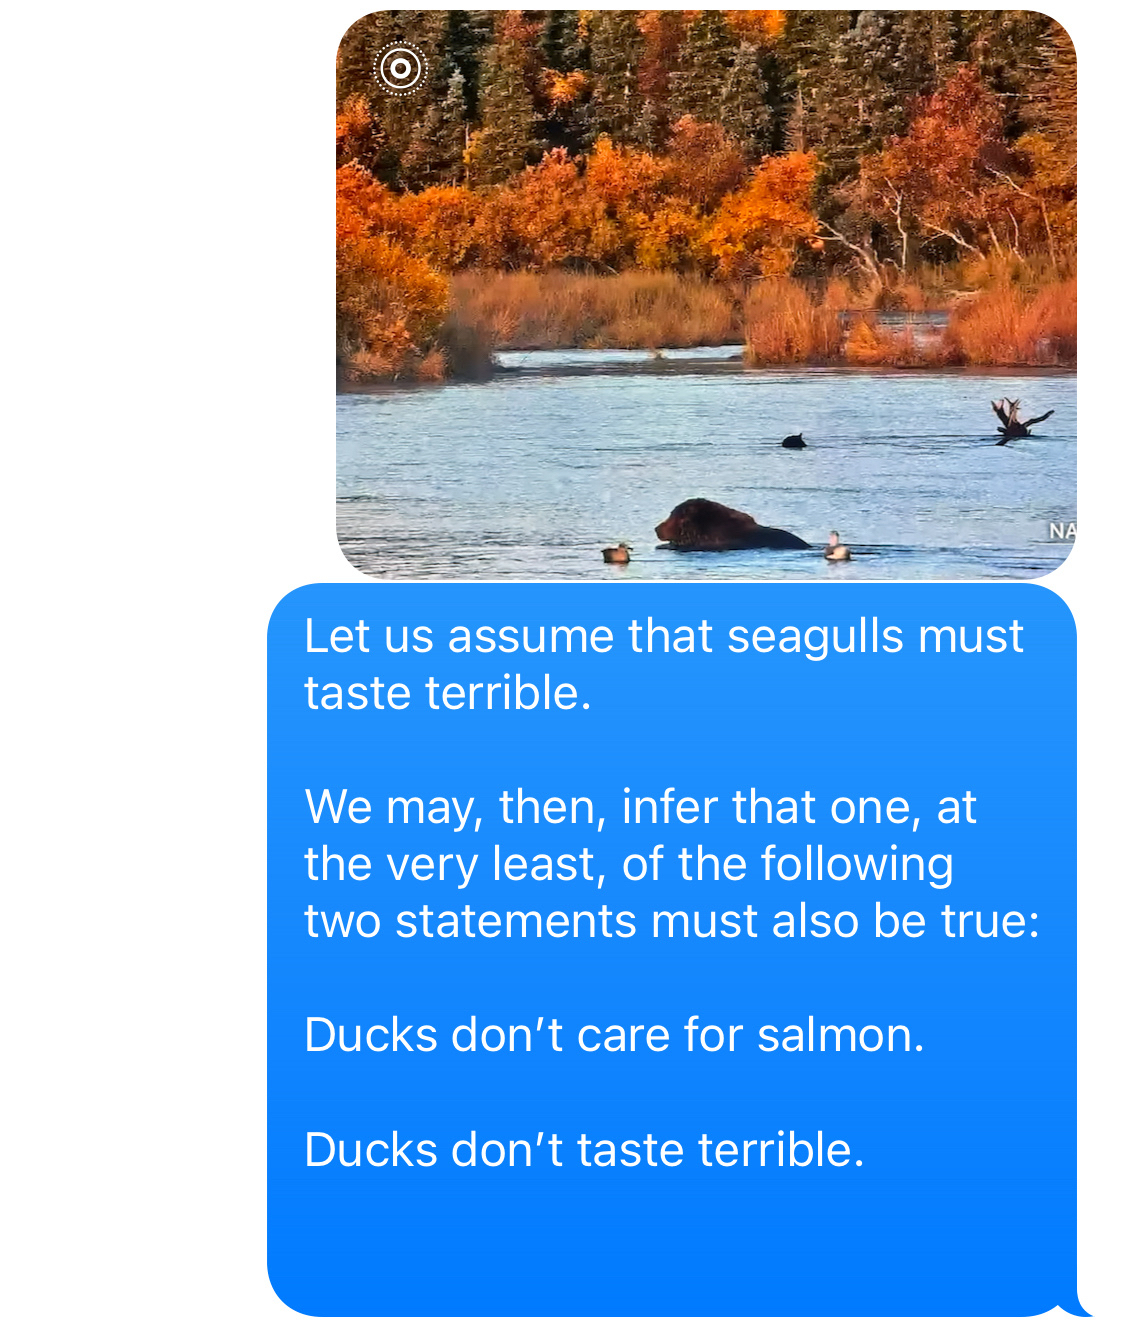 NA
Let us assume that seagulls must
taste terrible.
We may, then, infer that one, at
the very least, of the following
two statements must also be true:
Ducks don’t care for salmon.
Ducks don’t taste terrible.